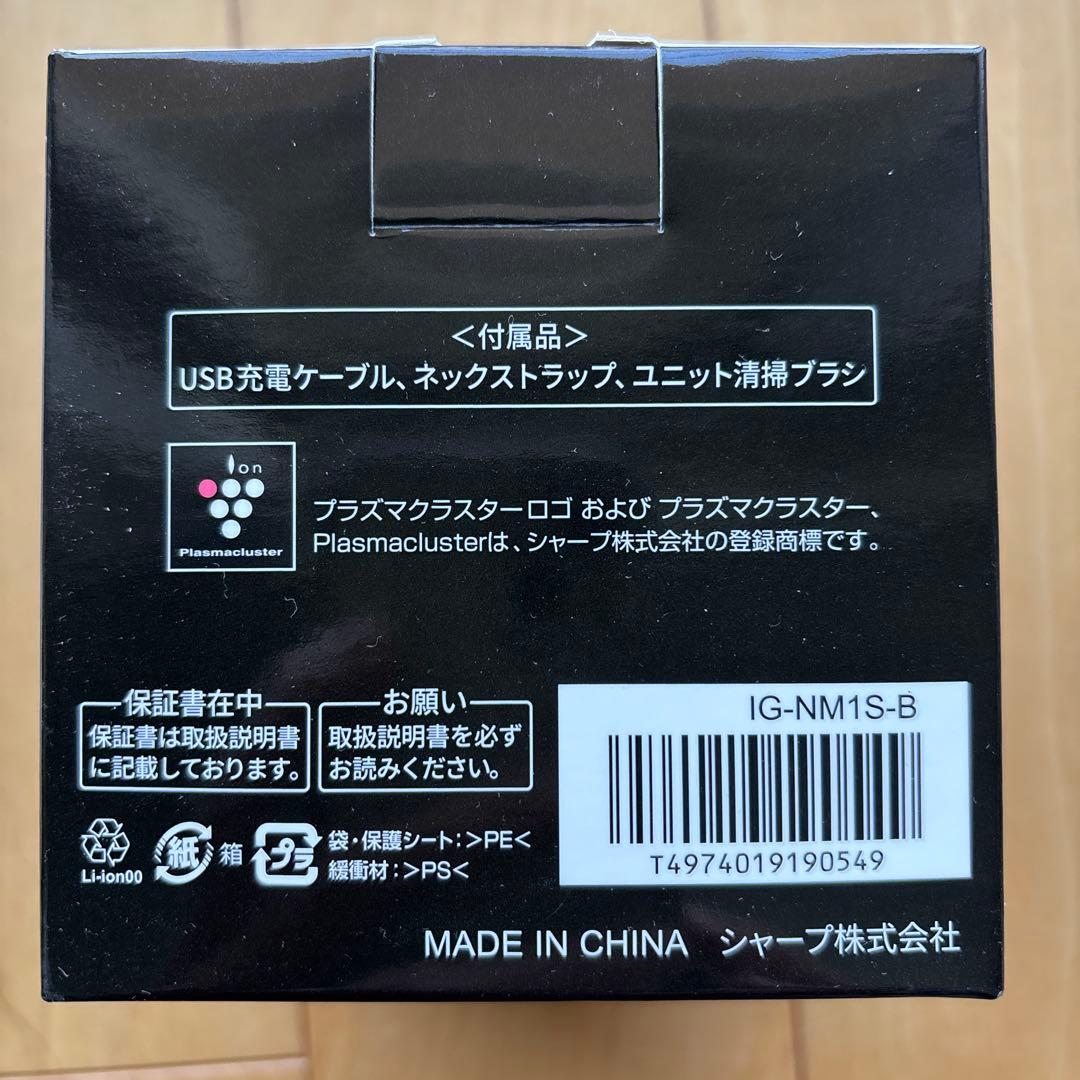 <付属品>
USB充電ケーブル、ネックストラップ、ユニット清掃ブラシ
Ion
Plasmacluster
プラズマクラスターロゴ および プラズマクラスター、
Plasmaclusterは、シャープ株式会社の登録商標です。
保証書在中
保証書は取扱説明書
に記載しております。
お願い
取扱説明書を必ず
お読みください。
IG-NM1S-B
T4974019190549
Li-ion00
紙 箱
プラ
袋・保護シート:>PE<
緩衝材:>PS<
MADE IN CHINA シャープ株式会社